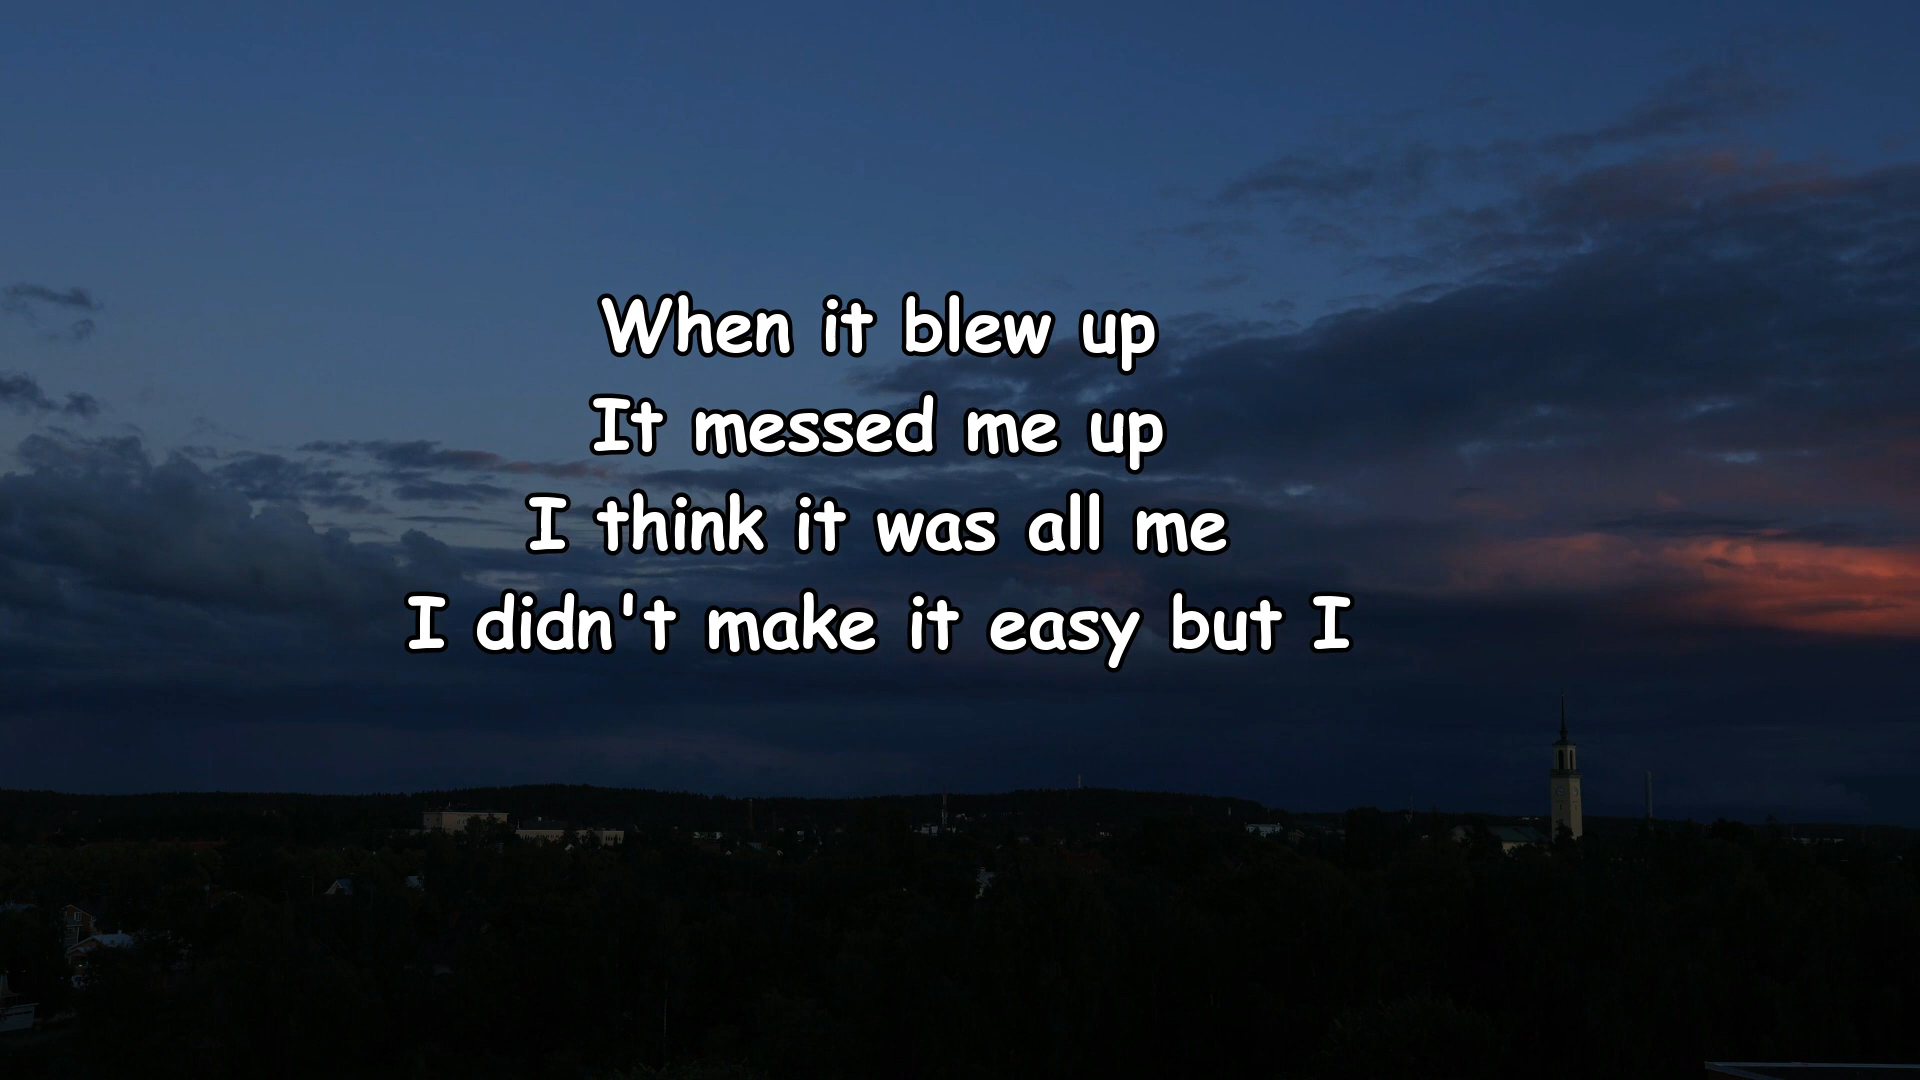 When it blew up
It messed me up
I think it was all me
I didn't make it easy but I